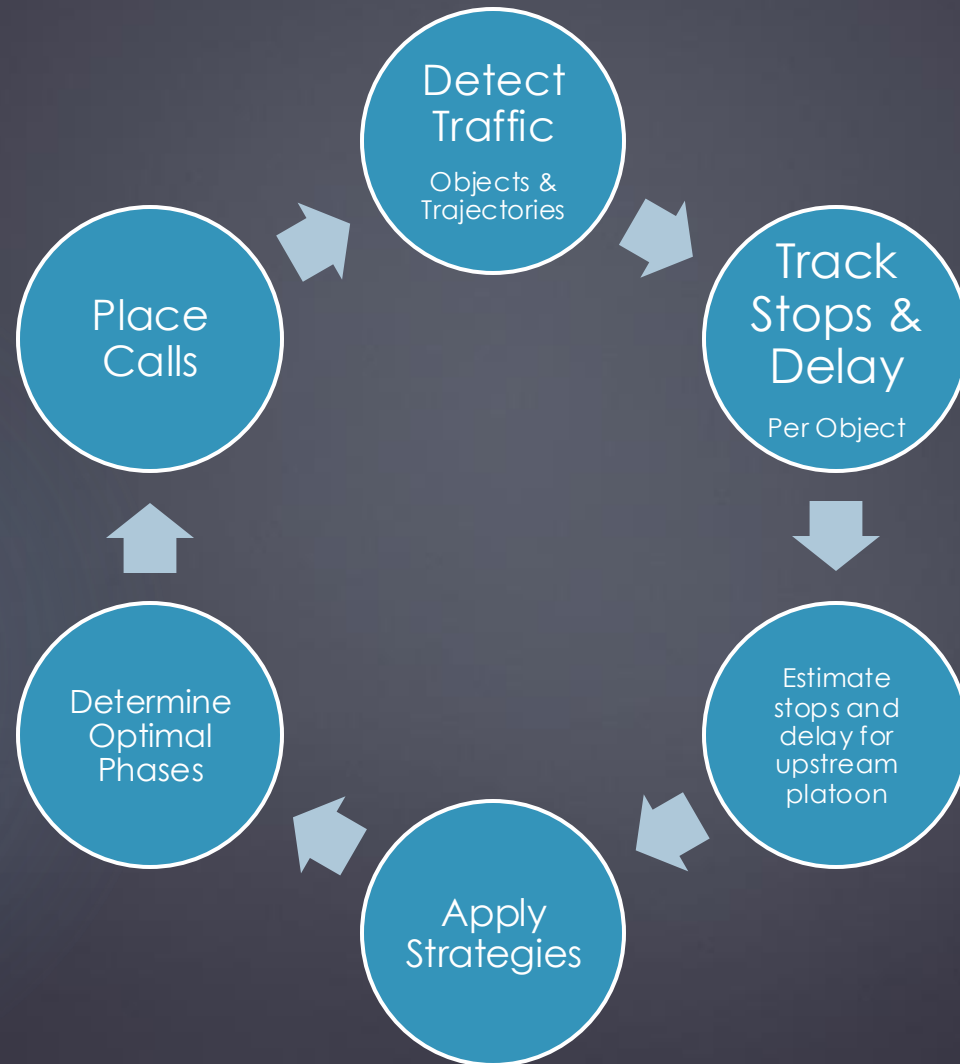 Detect
Traffic
Objects &
Trajectories
Track
Stops &
Delay
Per Object
Estimate
stops and
delay for
upstream
platoon
Apply
Strategies
Determine
Optimal
Phases
Place
Calls